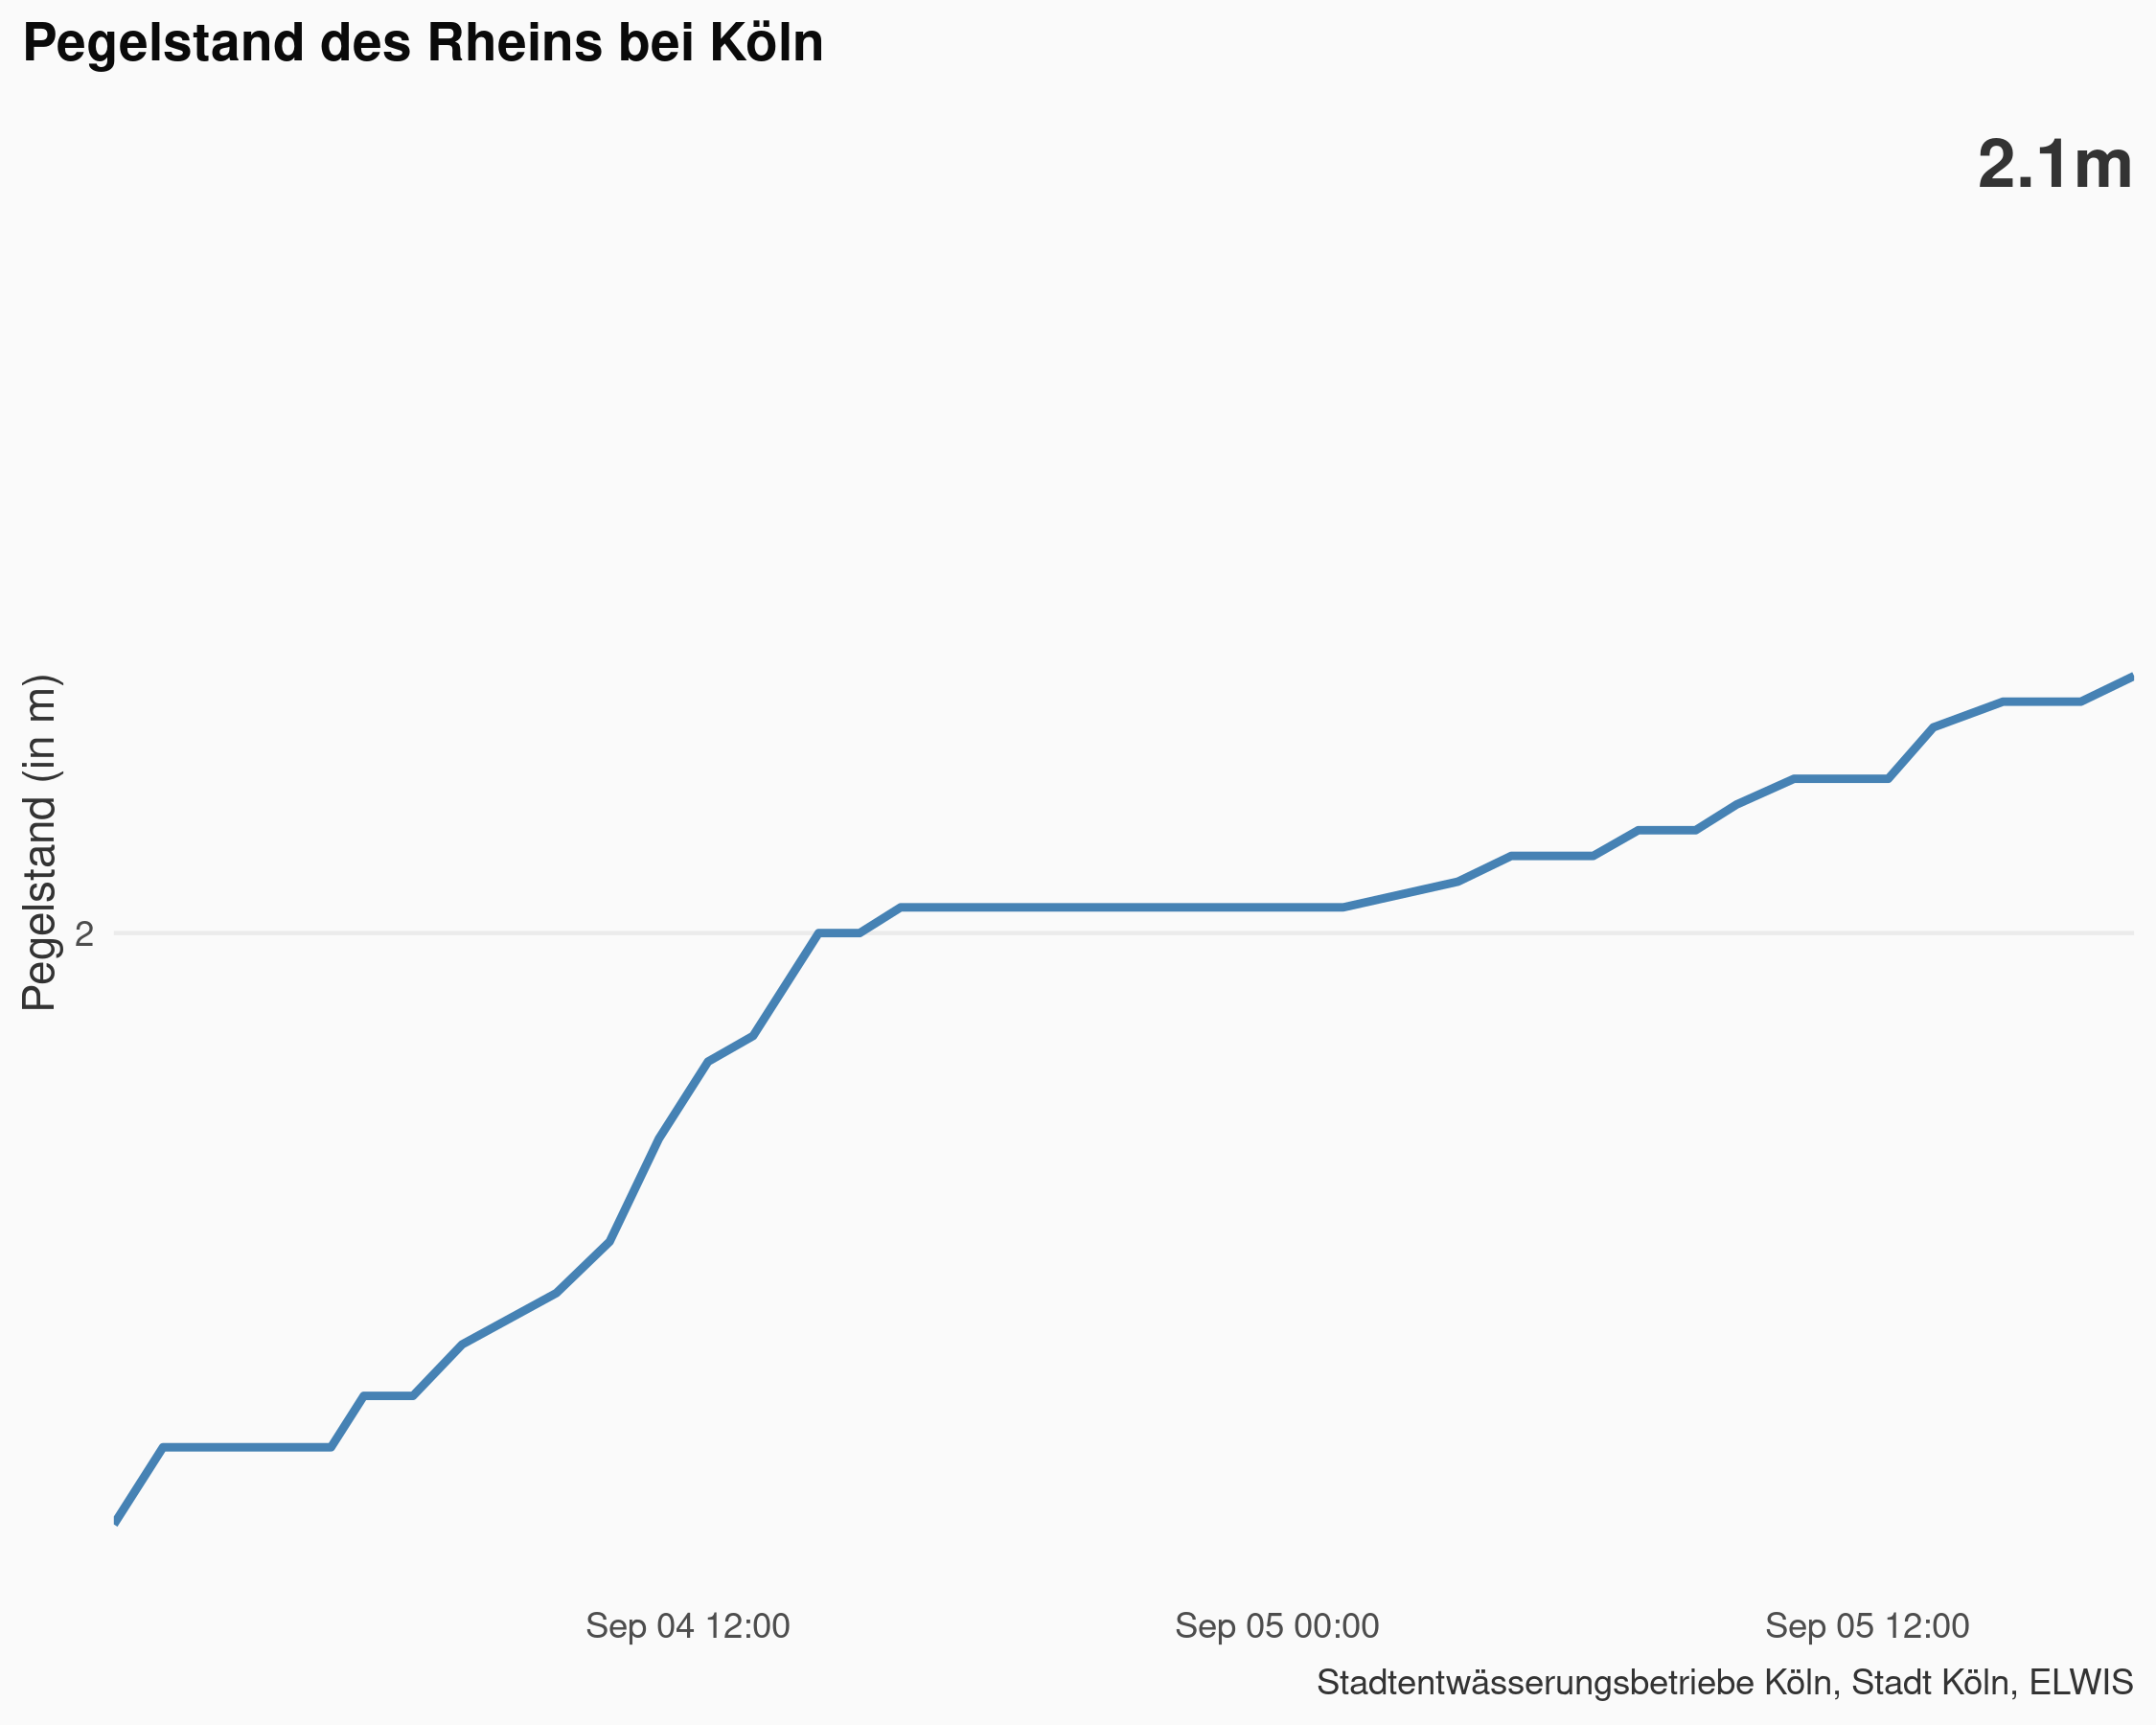 Pegelstand des Rheins bei Köln
2.1m
Pegelstand (in m)
2
Sep 04 12:00
Sep 05 00:00
Sep 05 12:00
Stadtentwässerungsbetriebe Köln, Stadt Köln, ELWIS